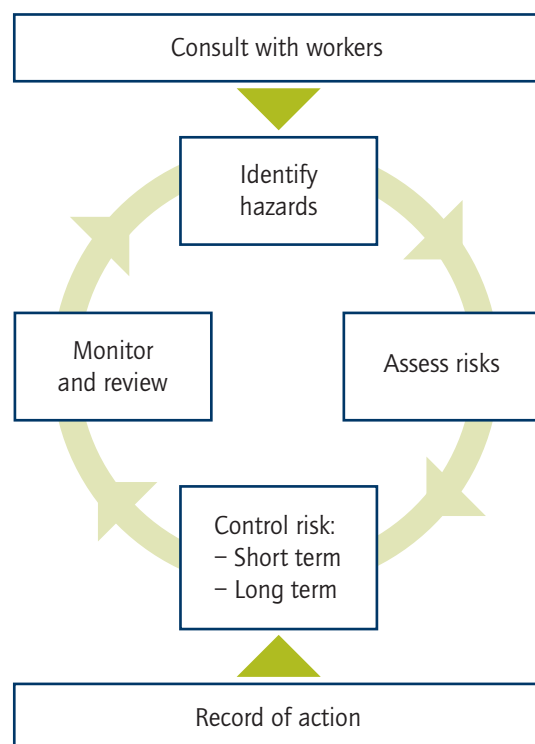 Consult with workers
Identify
hazards
Assess risks
Control risk:
– Short term
– Long term
Monitor
and review
Record of action